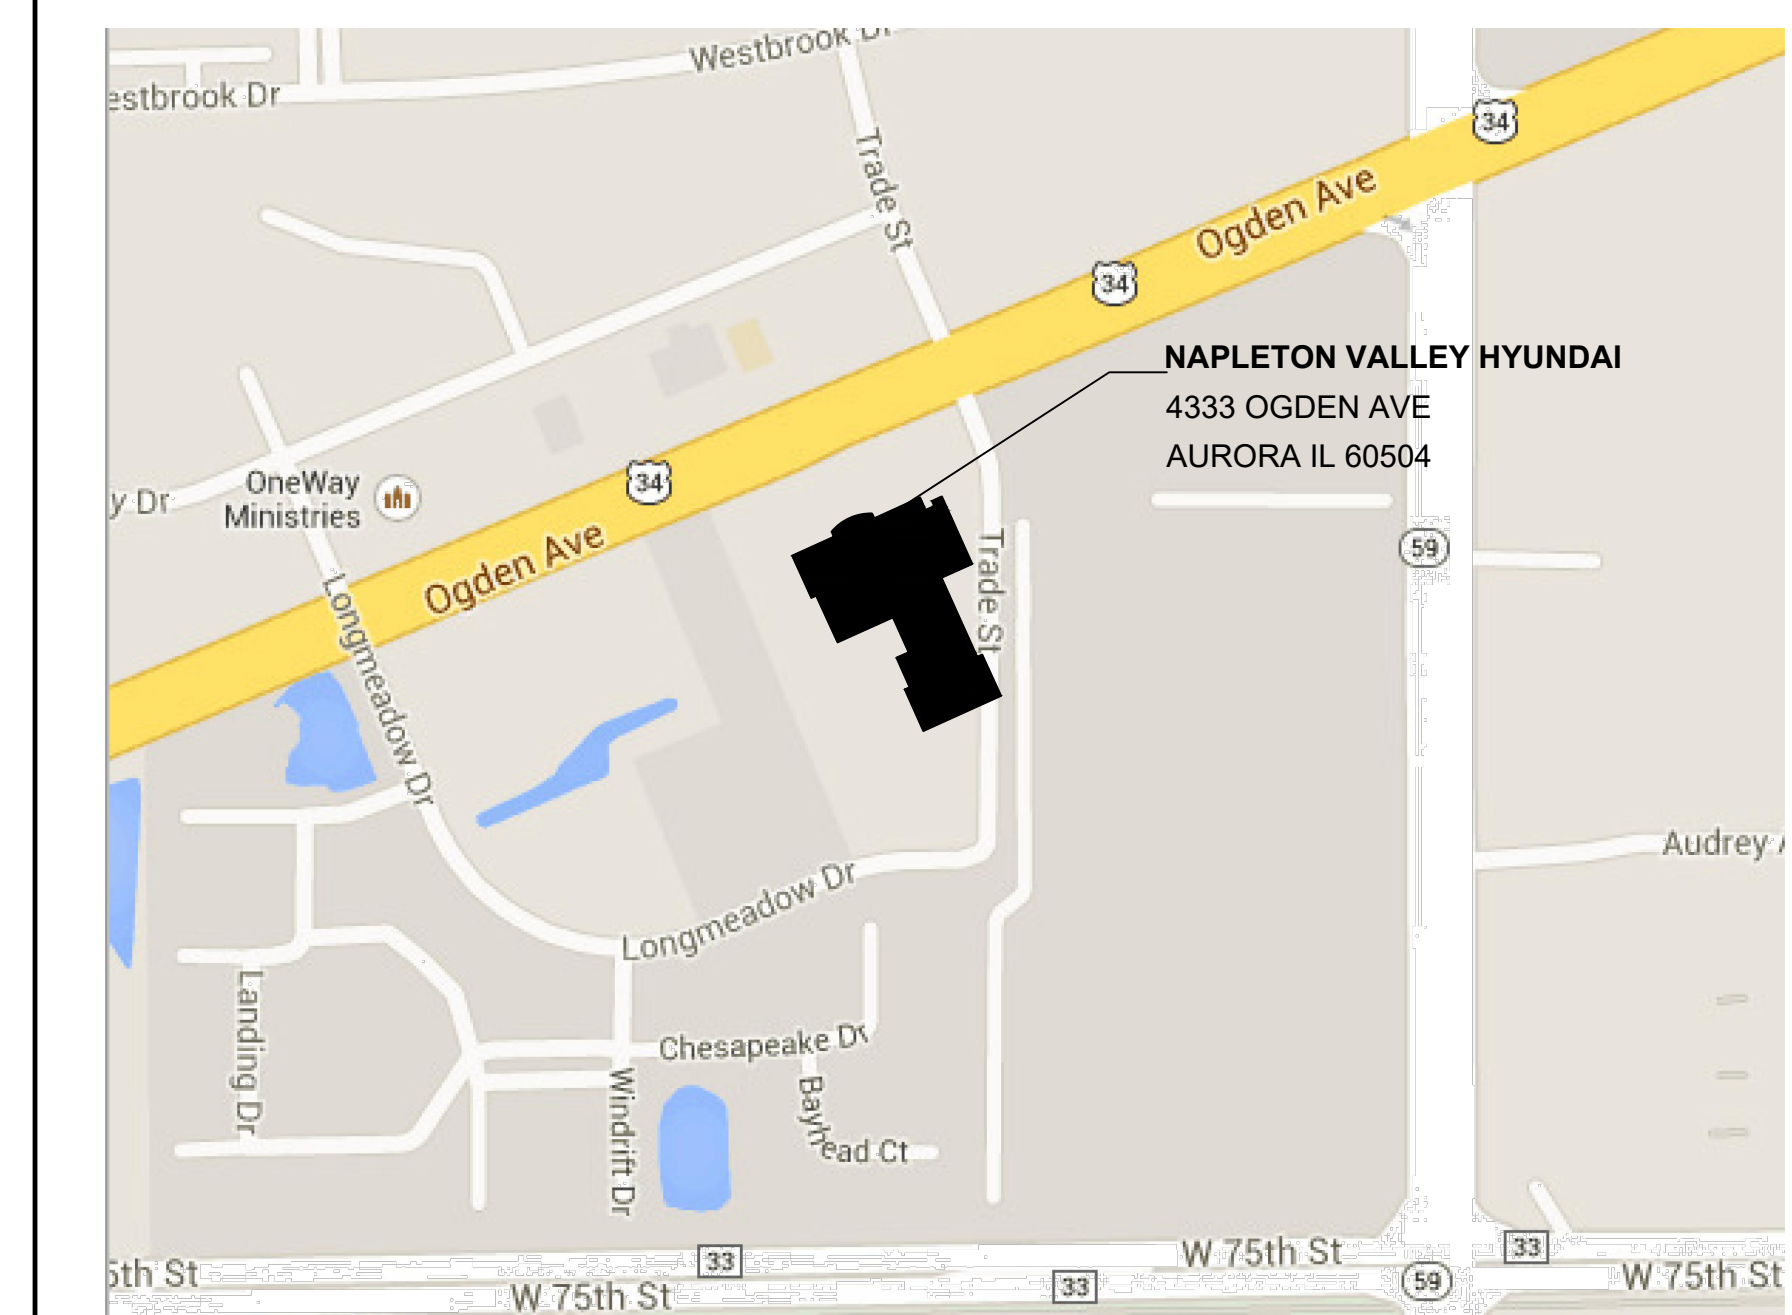 Westbrook Dr
estbrook Dr
34
Trade St
Ogden Ave
34
NAPLETON VALLEY HYUNDAI
4333 OGDEN AVE
AURORA IL 60504
OneWay
Ministries
34
y Dr
Ogden Ave
59
Trade St
Longmeadow Dr
Audrey
Longmeadow Dr
Landing Dr
Chesapeake Dr
Windrift Dr
Bayhead Ct
33
W 75th St
33
5th St
W 75th St
33
59
W 75th St